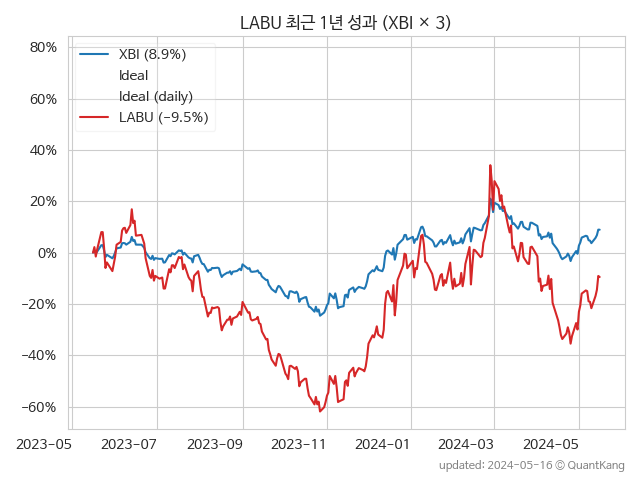 LABU 최근 1년 성과 (XBI × 3)
80%
60%
40%
20%
0%
−20%
−40%
−60%
XBI (8.9%)
Ideal
Ideal (daily)
LABU (−9.5%)
2023-05 2023-07 2023-09 2023-11 2024-01 2024-03 2024-05
updated: 2024-05-16 © QuantKang